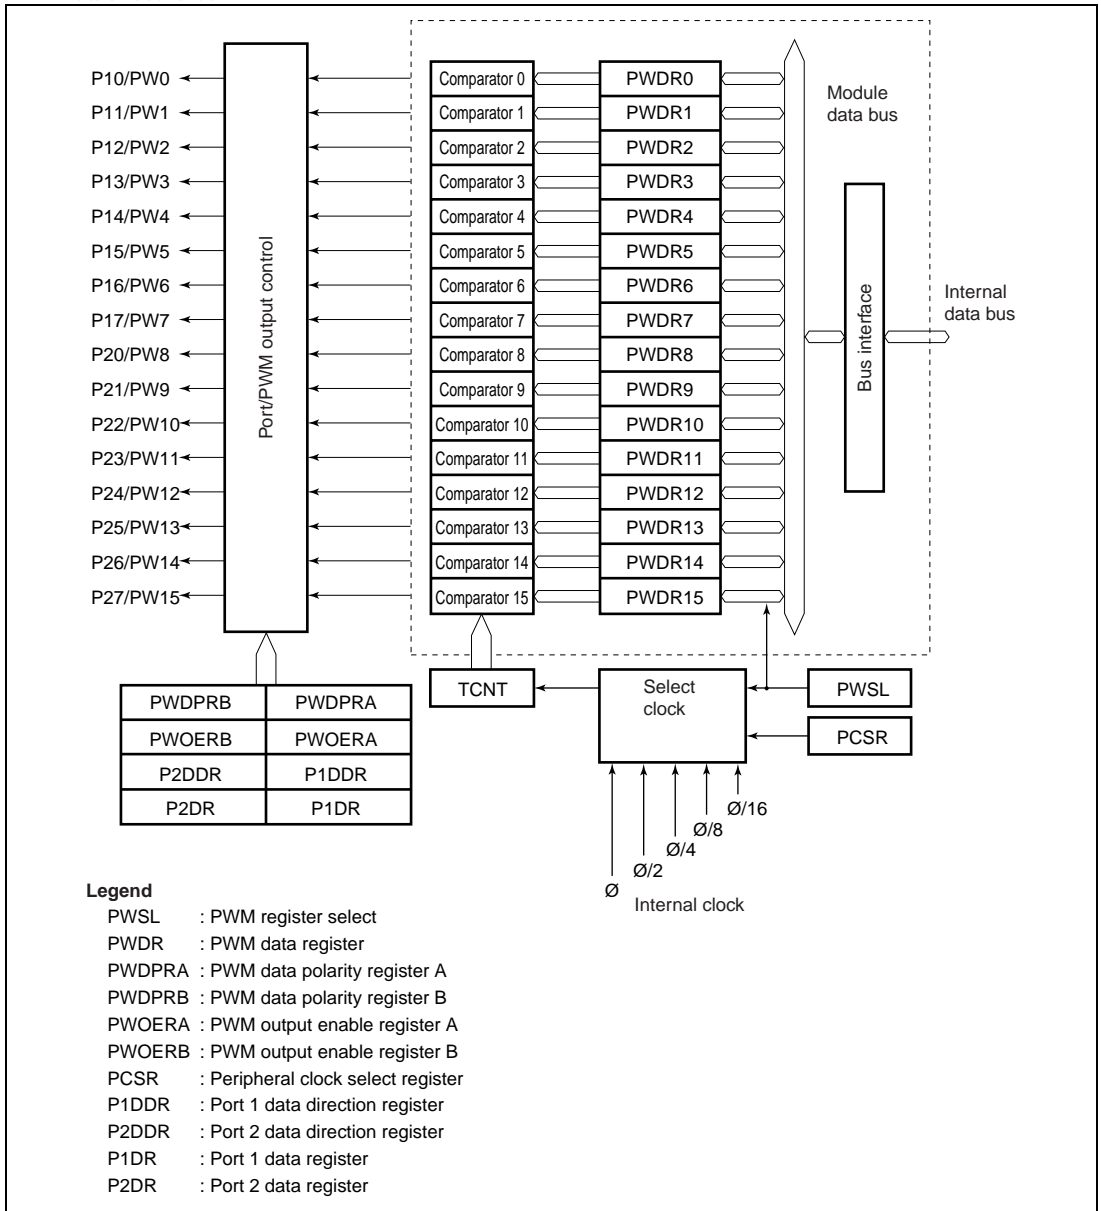 P10/PW0
P11/PW1
P12/PW2
P13/PW3
P14/PW4
P15/PW5
P16/PW6
P17/PW7
P20/PW8
P21/PW9
P22/PW10
P23/PW11
P24/PW12
P25/PW13
P26/PW14
P27/PW15
Port/PWM output control
Comparator 0
Comparator 1
Comparator 2
Comparator 3
Comparator 4
Comparator 5
Comparator 6
Comparator 7
Comparator 8
Comparator 9
Comparator 10
Comparator 11
Comparator 12
Comparator 13
Comparator 14
Comparator 15
PWDR0
PWDR1
PWDR2
PWDR3
PWDR4
PWDR5
PWDR6
PWDR7
PWDR8
PWDR9
PWDR10
PWDR11
PWDR12
PWDR13
PWDR14
PWDR15
Module
data bus
Bus interface
Internal
data bus
PWDPRB PWDPRA
PWOERB PWOERA
P2DDR P1DDR
P2DR P1DR
TCNT
Select
clock
PWSL
PCSR
Ø/16
Ø/8
Ø/4
Ø/2
Ø
Internal clock
Legend
PWSL : PWM register select
PWDR : PWM data register
PWDPRA : PWM data polarity register A
PWDPRB : PWM data polarity register B
PWOERA : PWM output enable register A
PWOERB : PWM output enable register B
PCSR : Peripheral clock select register
P1DDR : Port 1 data direction register
P2DDR : Port 2 data direction register
P1DR : Port 1 data register
P2DR : Port 2 data register